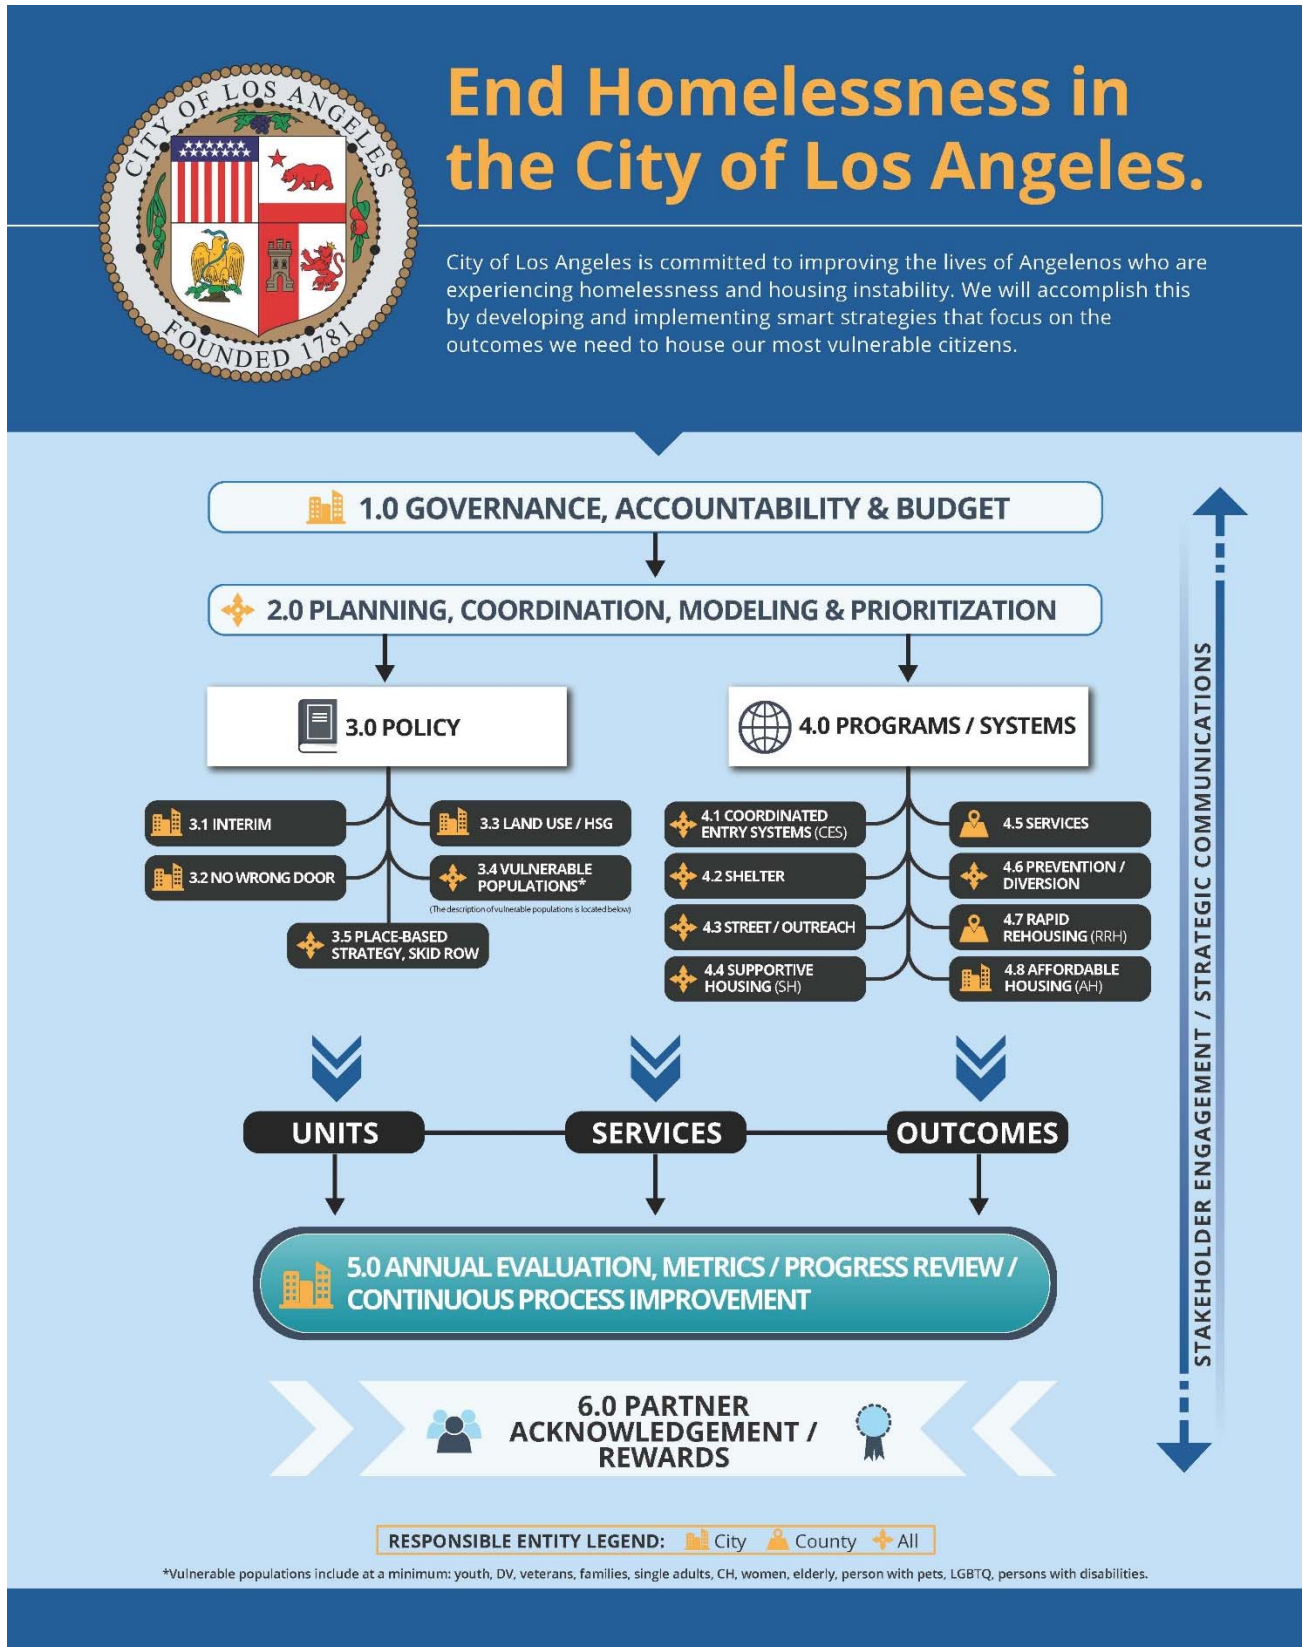 CITY OF LOS ANGELES
FOUNDED 1781
End Homelessness in
the City of Los Angeles.
City of Los Angeles is committed to improving the lives of Angelenos who are
experiencing homelessness and housing instability. We will accomplish this
by developing and implementing smart strategies that focus on the
outcomes we need to house our most vulnerable citizens.
1.0 GOVERNANCE, ACCOUNTABILITY & BUDGET
2.0 PLANNING, COORDINATION, MODELING & PRIORITIZATION
3.0 POLICY
3.1 INTERIM
3.2 NO WRONG DOOR
3.3 LAND USE / HSG
3.4 VULNERABLE
POPULATIONS*
(The description of vulnerable populations is located below)
3.5 PLACE-BASED
STRATEGY, SKID ROW
4.0 PROGRAMS / SYSTEMS
4.1 COORDINATED
ENTRY SYSTEMS (CES)
4.2 SHELTER
4.3 STREET / OUTREACH
4.4 SUPPORTIVE
HOUSING (SH)
4.5 SERVICES
4.6 PREVENTION /
DIVERSION
4.7 RAPID
REHOUSING (RRH)
4.8 AFFORDABLE
HOUSING (AH)
UNITS
SERVICES
OUTCOMES
5.0 ANNUAL EVALUATION, METRICS / PROGRESS REVIEW /
CONTINUOUS PROCESS IMPROVEMENT
6.0 PARTNER
ACKNOWLEDGEMENT /
REWARDS
STAKEHOLDER ENGAGEMENT / STRATEGIC COMMUNICATIONS
RESPONSIBLE ENTITY LEGEND: City County All
*Vulnerable populations include at a minimum: youth, DV, veterans, families, single adults, CH, women, elderly, person with pets, LGBTQ, persons with disabilities.